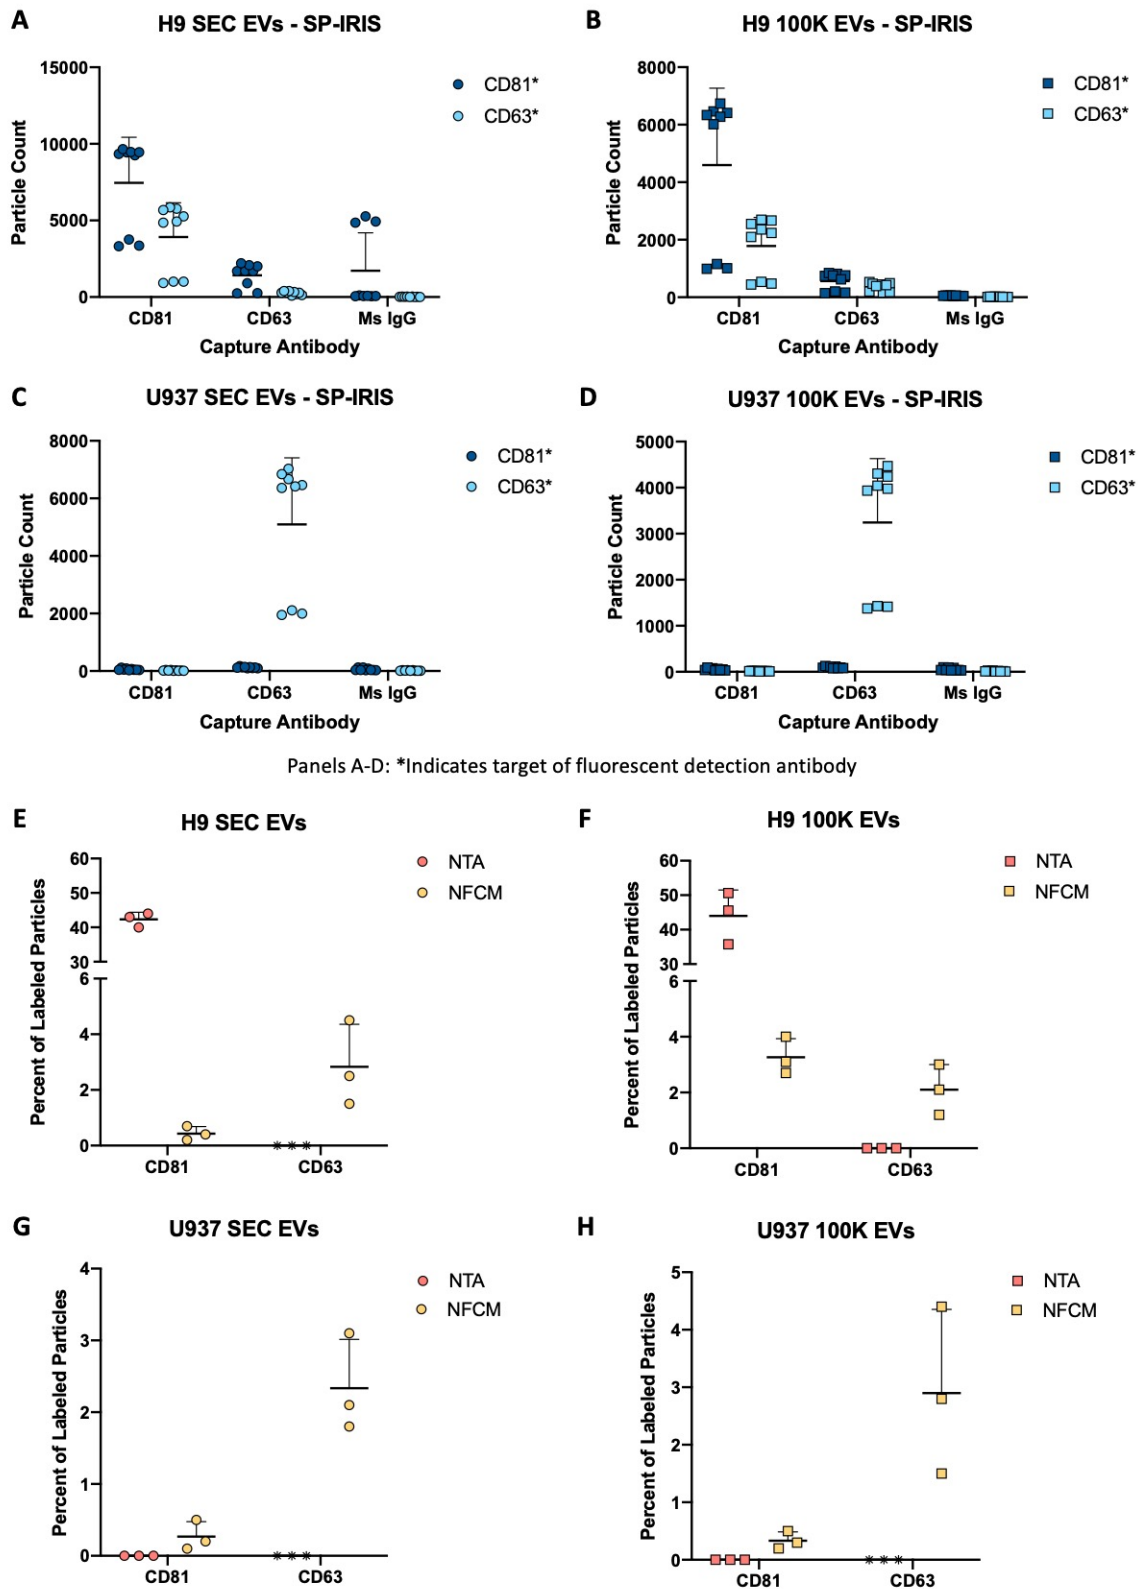 A
H9 SEC EVs - SP-IRIS
Particle Count
15000
10000
5000
0
CD81
CD63
Ms IgG
Capture Antibody
CD81*
CD63*
B
H9 100K EVs - SP-IRIS
Particle Count
8000
6000
4000
2000
0
CD81
CD63
Ms IgG
Capture Antibody
CD81*
CD63*
C
U937 SEC EVs - SP-IRIS
Particle Count
8000
6000
4000
2000
0
CD81
CD63
Ms IgG
Capture Antibody
CD81*
CD63*
D
U937 100K EVs - SP-IRIS
Particle Count
5000
4000
3000
2000
1000
0
CD81
CD63
Ms IgG
Capture Antibody
CD81*
CD63*
Panels A-D: *Indicates target of fluorescent detection antibody
E
H9 SEC EVs
Percent of Labeled Particles
60
50
40
30
6
4
2
0
CD81
CD63
NTA
NFCM
F
H9 100K EVs
Percent of Labeled Particles
60
50
40
30
6
4
2
0
CD81
CD63
NTA
NFCM
G
U937 SEC EVs
Percent of Labeled Particles
4
3
2
1
0
CD81
CD63
NTA
NFCM
H
U937 100K EVs
Percent of Labeled Particles
5
4
3
2
1
0
CD81
CD63
NTA
NFCM